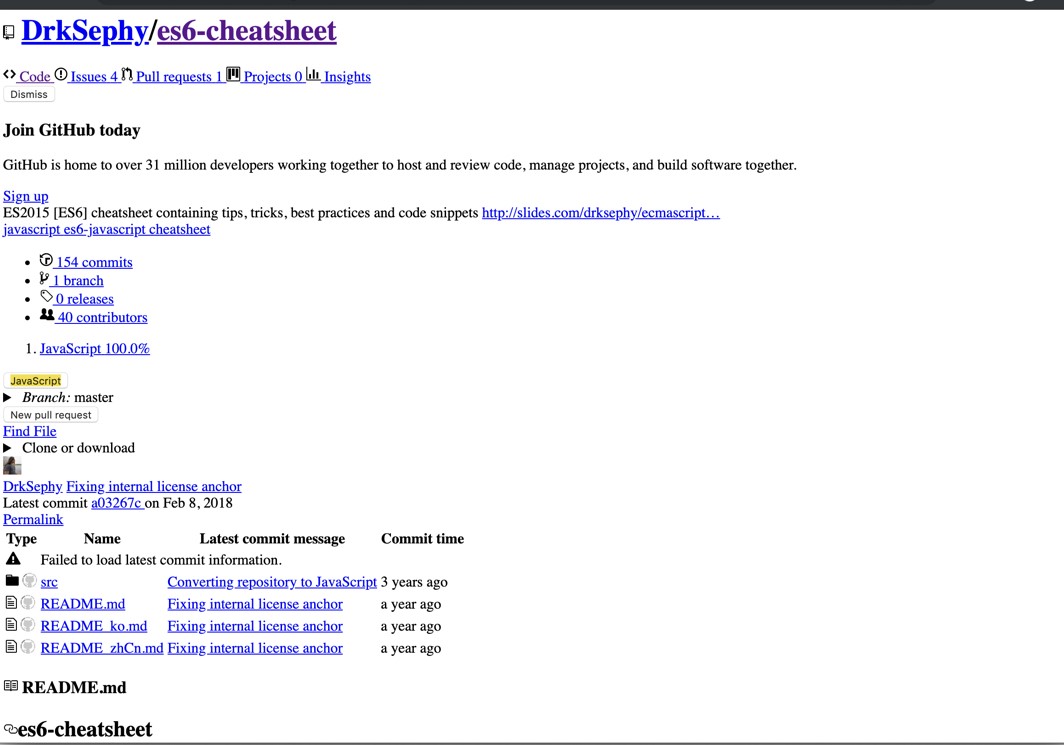 DrkSephy/es6-cheatsheet
Code Issues 4 Pull requests 1 Projects 0 Insights
Dismiss
Join GitHub today
GitHub is home to over 31 million developers working together to host and review code, manage projects, and build software together.
Sign up
ES2015 [ES6] cheatsheet containing tips, tricks, best practices and code snippets http://slides.com/drksephy/ecmascript…
javascript es6-javascript cheatsheet
154 commits
1 branch
0 releases
40 contributors
1. JavaScript 100.0%
JavaScript
Branch: master
New pull request
Find File
Clone or download
DrkSephy Fixing internal license anchor
Latest commit a03267c on Feb 8, 2018
Permalink
Type Name Latest commit message Commit time
Failed to load latest commit information.
src Converting repository to JavaScript 3 years ago
README.md Fixing internal license anchor a year ago
README_ko.md Fixing internal license anchor a year ago
README_zhCn.md Fixing internal license anchor a year ago
README.md
es6-cheatsheet